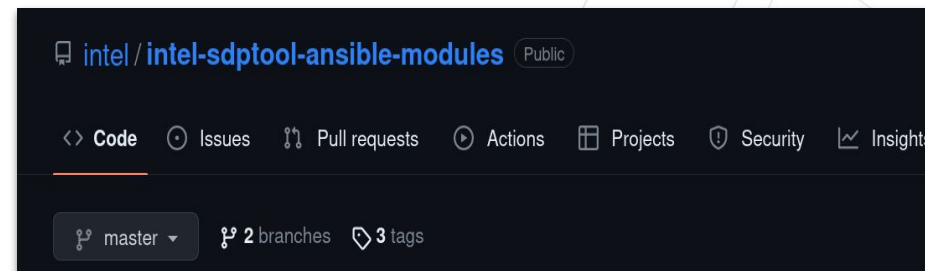 intel / intel-sdptool-ansible-modules Public
<> Code Issues Pull requests Actions Projects Security Insights
master 2 branches 3 tags